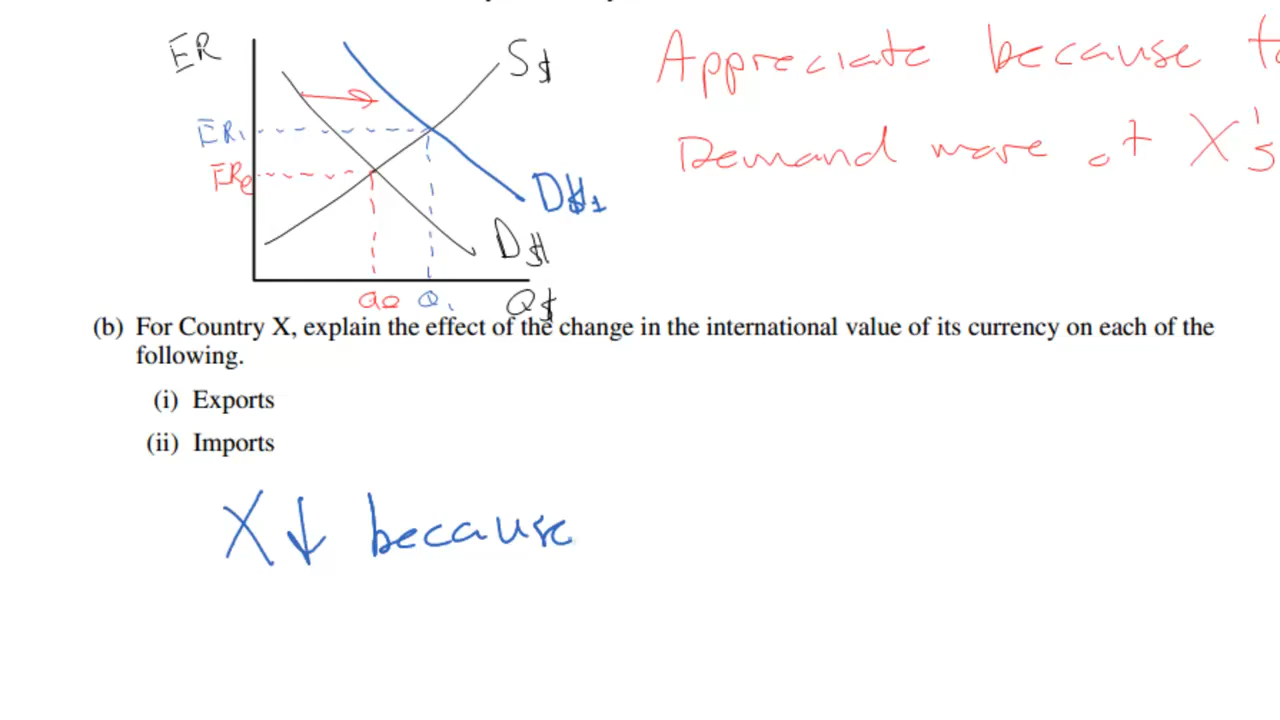 ER
S$
Appreciate because
ER₁
Demand more of X's
ER₀
D$₁
D$
Q₀ Q₁ Q$
(b) For Country X, explain the effect of the change in the international value of its currency on each of the
following.
(i) Exports
(ii) Imports
X↓ because